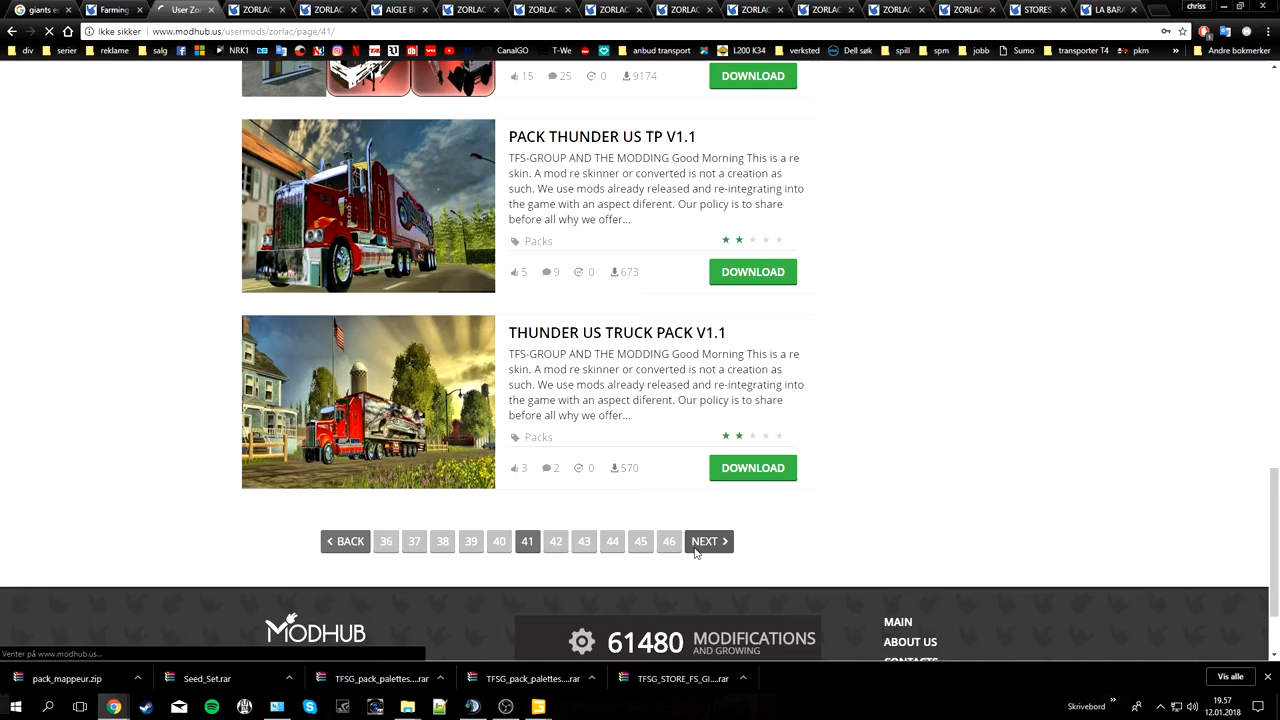 giants e
Farming
User Zo
ZORLAC
ZORLAC
AIGLE B
ZORLAC
ZORLAC
ZORLAC
ZORLAC
ZORLAC
ZORLAC
ZORLAC
ZORLAC
STORES
LA BARA
chriss
Ikke sikker | www.modhub.us/usermods/zorlac/page/41/
div serier reklame salg NRK1 CanalGO T-We anbud transport L200 K34 verksted Dell søk spill spm jobb Sumo transporter T4 pkm » Andre bokmerker
15 25 0 9174 DOWNLOAD
PACK THUNDER US TP V1.1
TFS-GROUP AND THE MODDING Good Morning This is a re
skin. A mod re skinner or converted is not a creation as
such. We use mods already released and re-integrating into
the game with an aspect diferent. Our policy is to share
before all why we offer...
Packs
5 9 0 673 DOWNLOAD
THUNDER US TRUCK PACK V1.1
TFS-GROUP AND THE MODDING Good Morning This is a re
skin. A mod re skinner or converted is not a creation as
such. We use mods already released and re-integrating into
the game with an aspect diferent. Our policy is to share
before all why we offer...
Packs
3 2 0 570 DOWNLOAD
BACK 36 37 38 39 40 41 42 43 44 45 46 NEXT
MODHUB
61480 MODIFICATIONS
AND GROWING
MAIN
ABOUT US
CONTACTS
Venter på www.modhub.us...
pack_mappeur.zip Seed_Set.rar TFSG_pack_palettes....rar TFSG_pack_palettes....rar TFSG_STORE_FS_Gl....rar Vis alle
Skrivebord » 19.57
12.01.2018